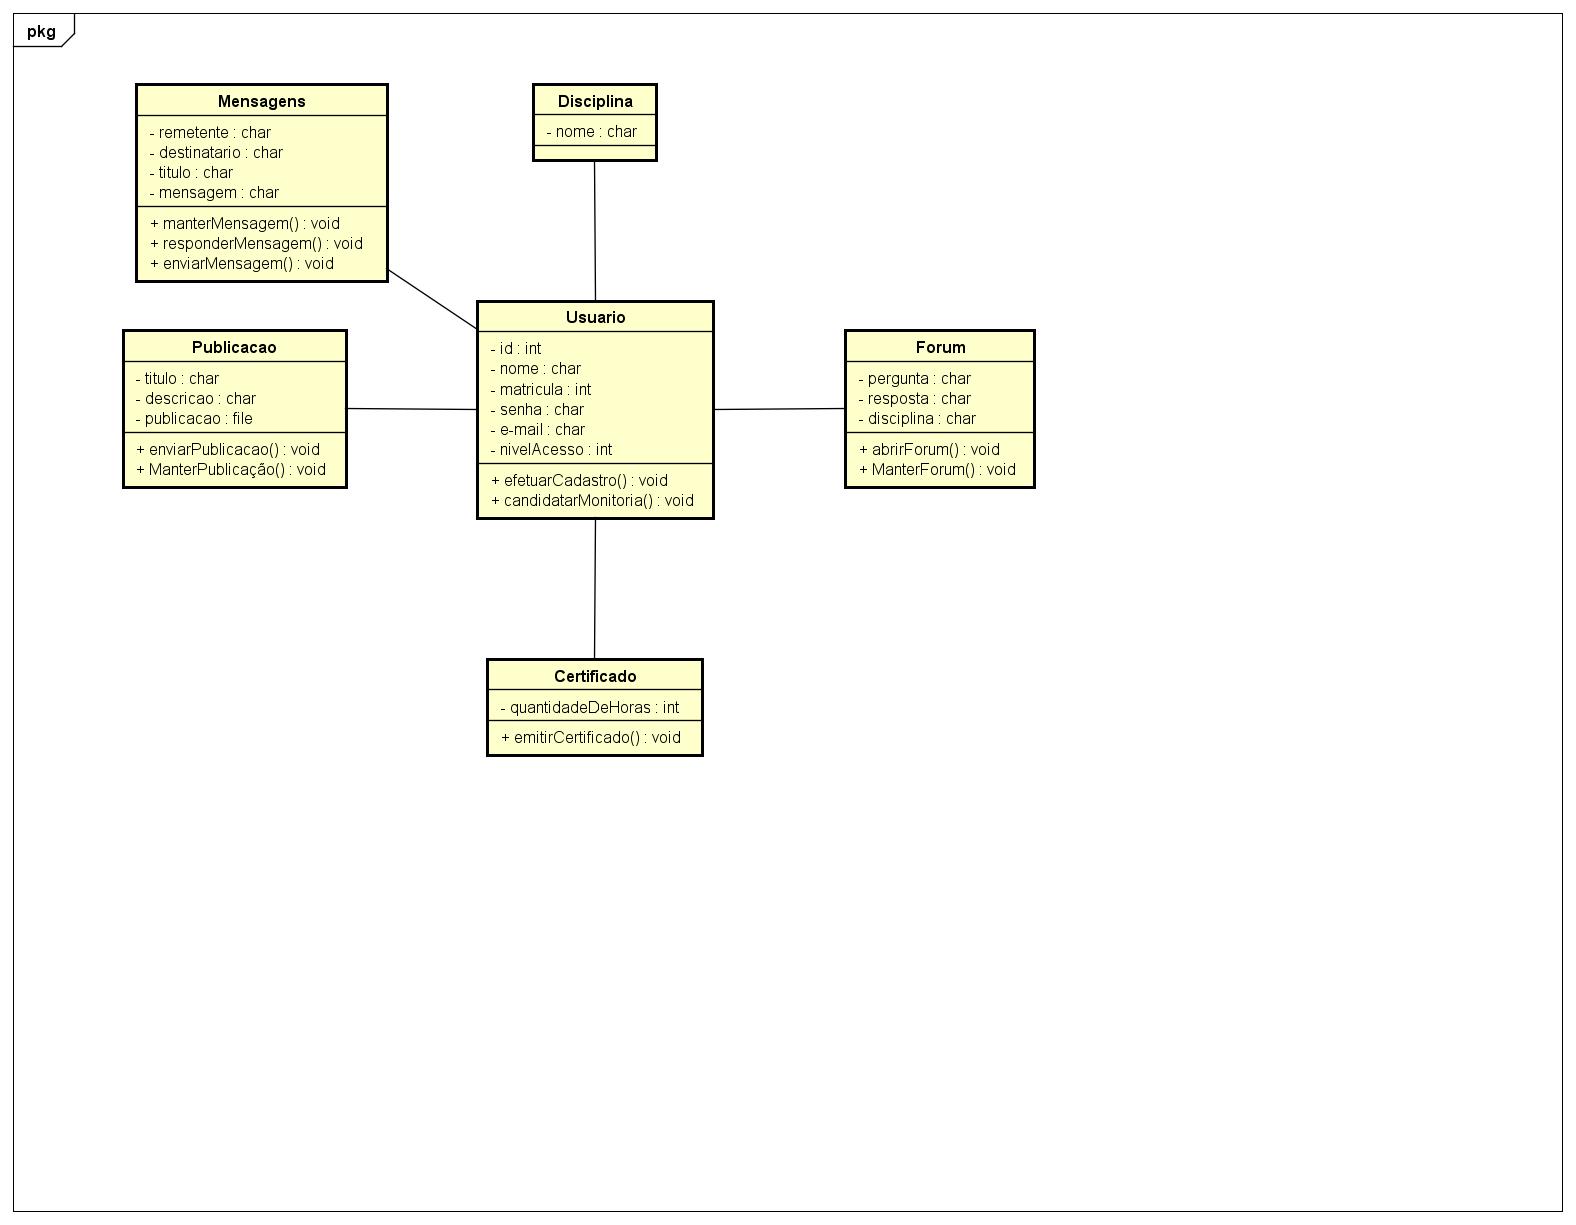 pkg
Mensagens
- remetente : char
- destinatario : char
- titulo : char
- mensagem : char
+ manterMensagem() : void
+ responderMensagem() : void
+ enviarMensagem() : void
Disciplina
- nome : char
Publicacao
- titulo : char
- descricao : char
- publicacao : file
+ enviarPublicacao() : void
+ ManterPublicação() : void
Usuario
- id : int
- nome : char
- matricula : int
- senha : char
- e-mail : char
- nivelAcesso : int
+ efetuarCadastro() : void
+ candidatarMonitoria() : void
Forum
- pergunta : char
- resposta : char
- disciplina : char
+ abrirForum() : void
+ ManterForum() : void
Certificado
- quantidadeDeHoras : int
+ emitirCertificado() : void